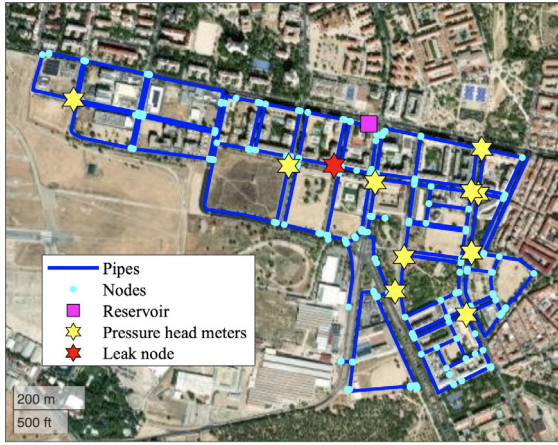 Pipes
Nodes
Reservoir
Pressure head meters
Leak node
200 m
500 ft